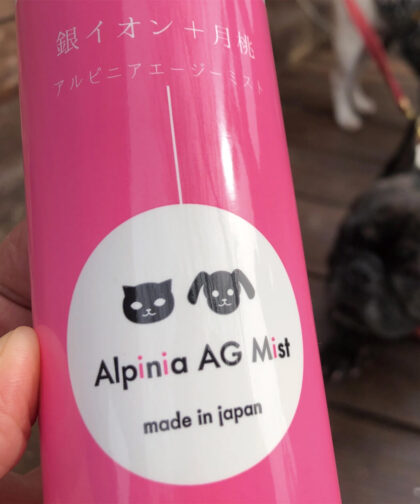 銀イオン＋月桃
アルピニアエージーミスト
Alpinia AG Mist
made in japan